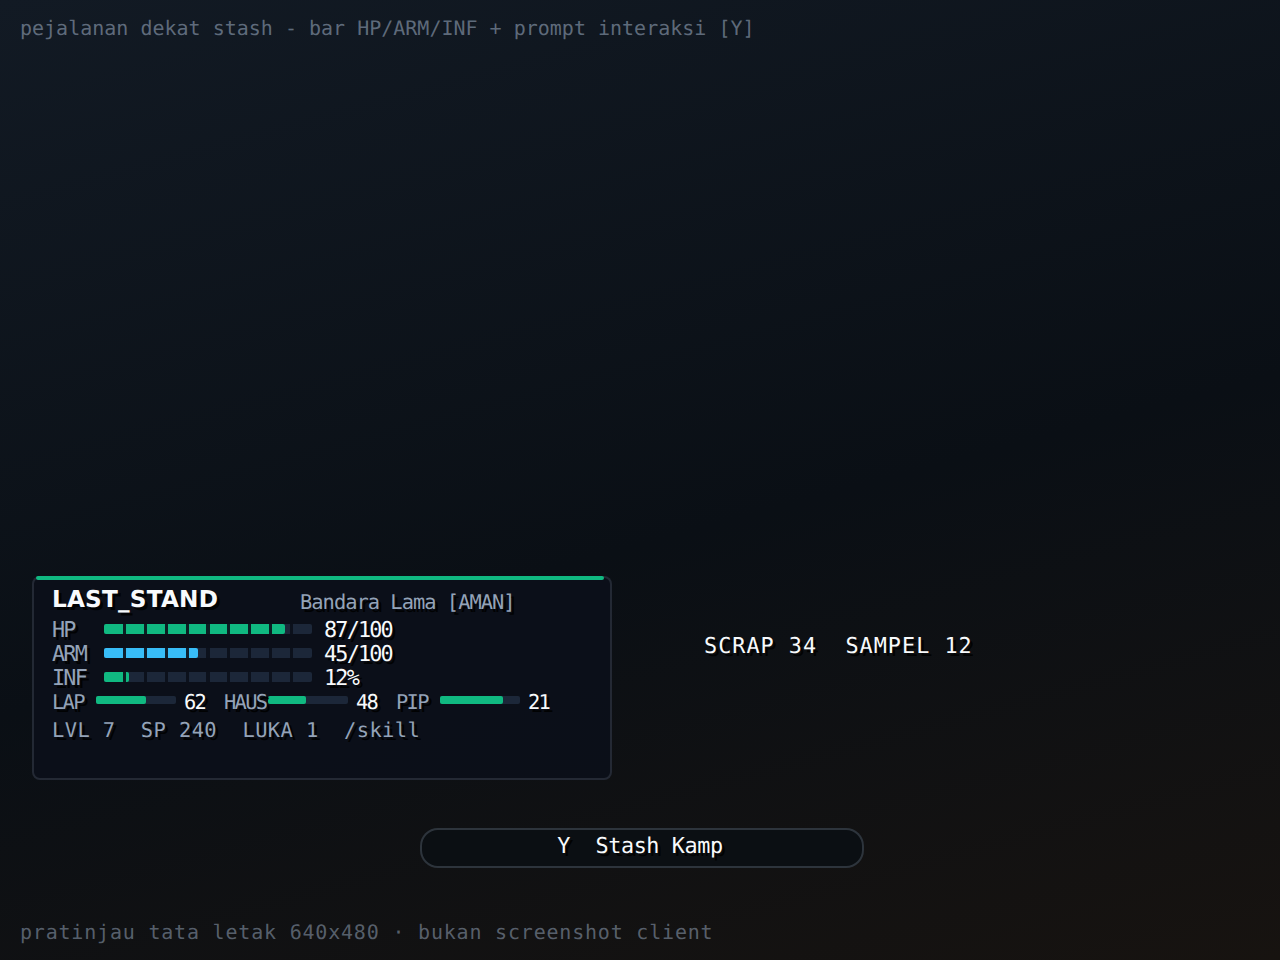 pejalanan dekat stash - bar HP/ARM/INF + prompt interaksi [Y]
LAST_STAND Bandara Lama [AMAN]
HP 87/100
ARM 45/100
SCRAP 34 SAMPEL 12
INF 12%
LAP 62 HAUS 48 PIP 21
LVL 7 SP 240 LUKA 1 /skill
Y Stash Kamp
pratinjau tata letak 640x480 · bukan screenshot client